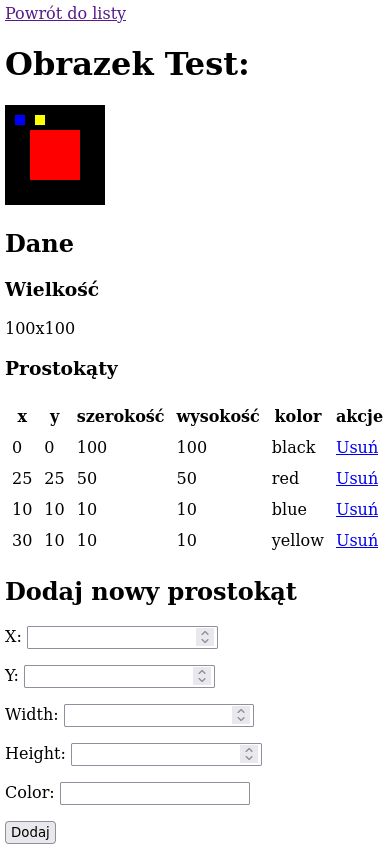 Powrót do listy
Obrazek Test:
Dane
Wielkość
100x100
Prostokąty
x y szerokość wysokość kolor akcje
0 0 100 100 black Usuń
25 25 50 50 red Usuń
10 10 10 10 blue Usuń
30 10 10 10 yellow Usuń
Dodaj nowy prostokąt
X:
Y:
Width:
Height:
Color:
Dodaj